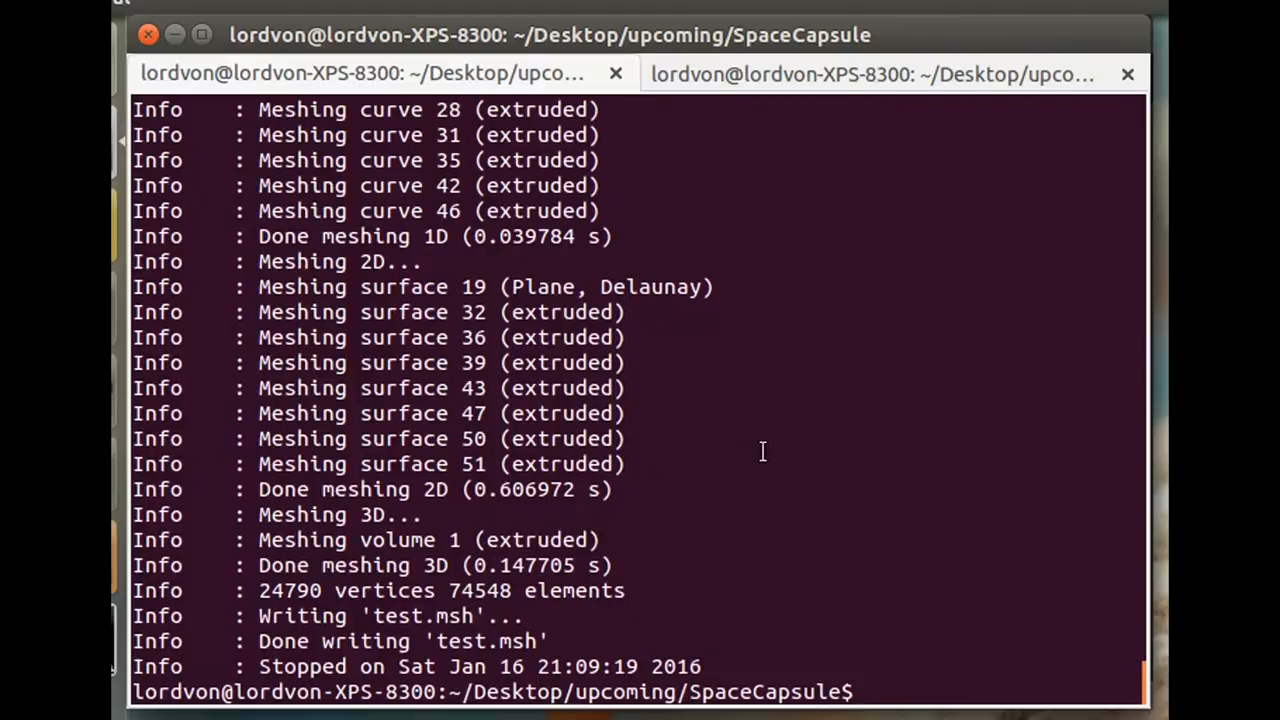 lordvon@lordvon-XPS-8300: ~/Desktop/upcoming/SpaceCapsule
lordvon@lordvon-XPS-8300: ~/Desktop/upco... × lordvon@lordvon-XPS-8300: ~/Desktop/upco... ×
Info : Meshing curve 28 (extruded)
Info : Meshing curve 31 (extruded)
Info : Meshing curve 35 (extruded)
Info : Meshing curve 42 (extruded)
Info : Meshing curve 46 (extruded)
Info : Done meshing 1D (0.039784 s)
Info : Meshing 2D...
Info : Meshing surface 19 (Plane, Delaunay)
Info : Meshing surface 32 (extruded)
Info : Meshing surface 36 (extruded)
Info : Meshing surface 39 (extruded)
Info : Meshing surface 43 (extruded)
Info : Meshing surface 47 (extruded)
Info : Meshing surface 50 (extruded)
Info : Meshing surface 51 (extruded)
Info : Done meshing 2D (0.606972 s)
Info : Meshing 3D...
Info : Meshing volume 1 (extruded)
Info : Done meshing 3D (0.147705 s)
Info : 24790 vertices 74548 elements
Info : Writing 'test.msh'...
Info : Done writing 'test.msh'
Info : Stopped on Sat Jan 16 21:09:19 2016
lordvon@lordvon-XPS-8300:~/Desktop/upcoming/SpaceCapsule$